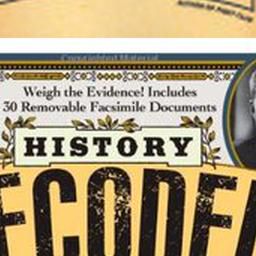 Copyrighted Material
Weigh the Evidence! Includes
30 Removable Facsimile Documents
HISTORY
ECODE